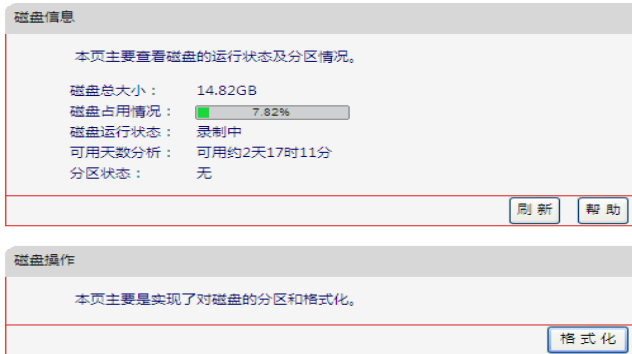 磁盘信息
本页主要查看磁盘的运行状态及分区情况。
磁盘总大小： 14.82GB
磁盘占用情况： 7.82%
磁盘运行状态： 录制中
可用天数分析： 可用约2天17时11分
分区状态： 无
刷 新 帮 助
磁盘操作
本页主要是实现了对磁盘的分区和格式化。
格 式 化